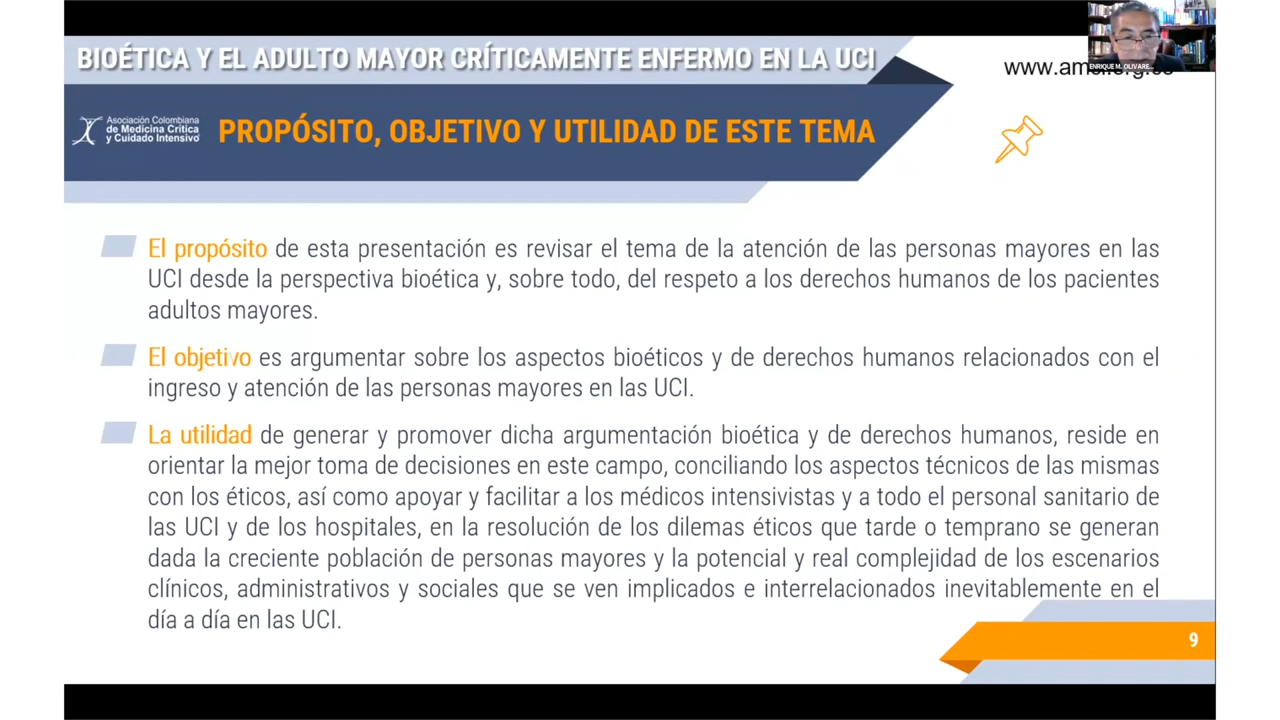 BIOÉTICA Y EL ADULTO MAYOR CRÍTICAMENTE ENFERMO EN LA UCI
ENRIQUE M. OLIVARE...
Asociación Colombiana
de Medicina Crítica
y Cuidado Intensivo
PROPÓSITO, OBJETIVO Y UTILIDAD DE ESTE TEMA
El propósito de esta presentación es revisar el tema de la atención de las personas mayores en las
UCI desde la perspectiva bioética y, sobre todo, del respeto a los derechos humanos de los pacientes
adultos mayores.
El objetivo es argumentar sobre los aspectos bioéticos y de derechos humanos relacionados con el
ingreso y atención de las personas mayores en las UCI.
La utilidad de generar y promover dicha argumentación bioética y de derechos humanos, reside en
orientar la mejor toma de decisiones en este campo, conciliando los aspectos técnicos de las mismas
con los éticos, así como apoyar y facilitar a los médicos intensivistas y a todo el personal sanitario de
las UCI y de los hospitales, en la resolución de los dilemas éticos que tarde o temprano se generan
dada la creciente población de personas mayores y la potencial y real complejidad de los escenarios
clínicos, administrativos y sociales que se ven implicados e interrelacionados inevitablemente en el
día a día en las UCI.
9